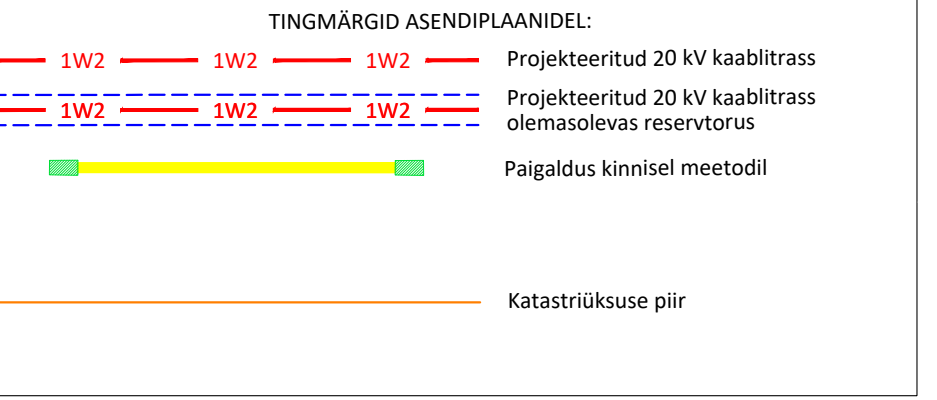 TINGMÄRGID ASENDIPLAANIDEL:
1W2 1W2 1W2 Projekteeritud 20 kV kaablitrass
Projekteeritud 20 kV kaablitrass
1W2 1W2 1W2 olemasolevas reservtorus
Paigaldus kinnisel meetodil
Katastriüksuse piir